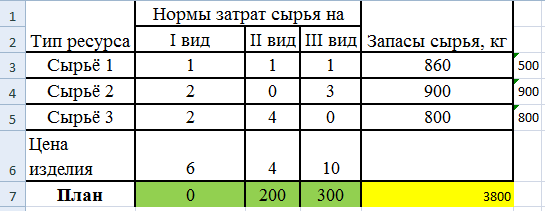 1 Нормы затрат сырья на
2 Тип ресурса I вид II вид III вид Запасы сырья, кг
3 Сырьё 1 1 1 1 860 500
4 Сырьё 2 2 0 3 900 900
5 Сырьё 3 2 4 0 800 800
Цена
6 изделия 6 4 10
7 План 0 200 300 3800